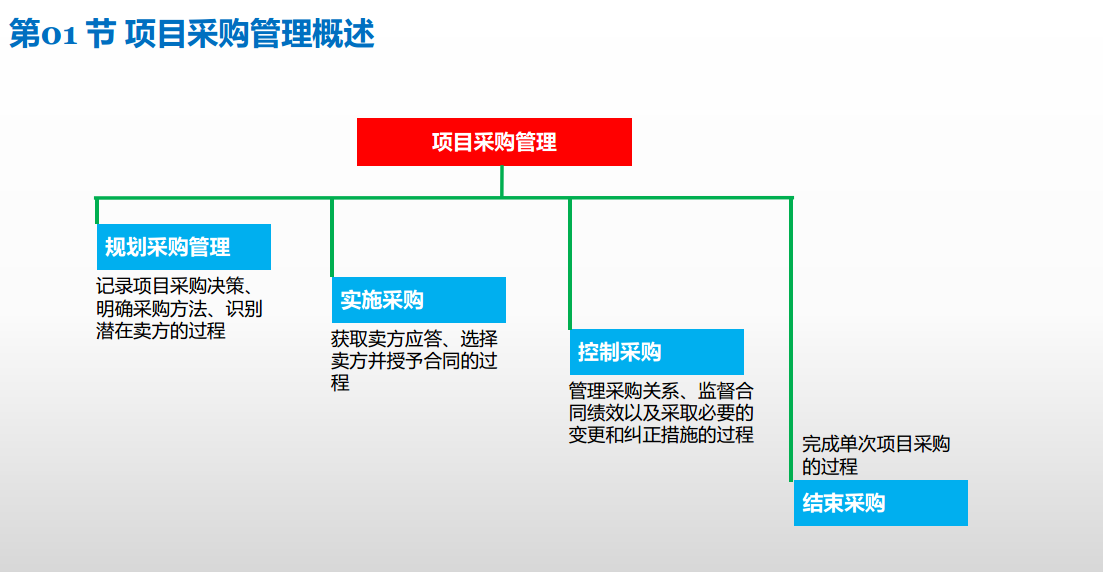 第01 节 项目采购管理概述
项目采购管理
规划采购管理
记录项目采购决策、
明确采购方法、识别
潜在卖方的过程
实施采购
获取卖方应答、选择
卖方并授予合同的过
程
控制采购
管理采购关系、监督合
同绩效以及采取必要的
变更和纠正措施的过程
完成单次项目采购
的过程
结束采购